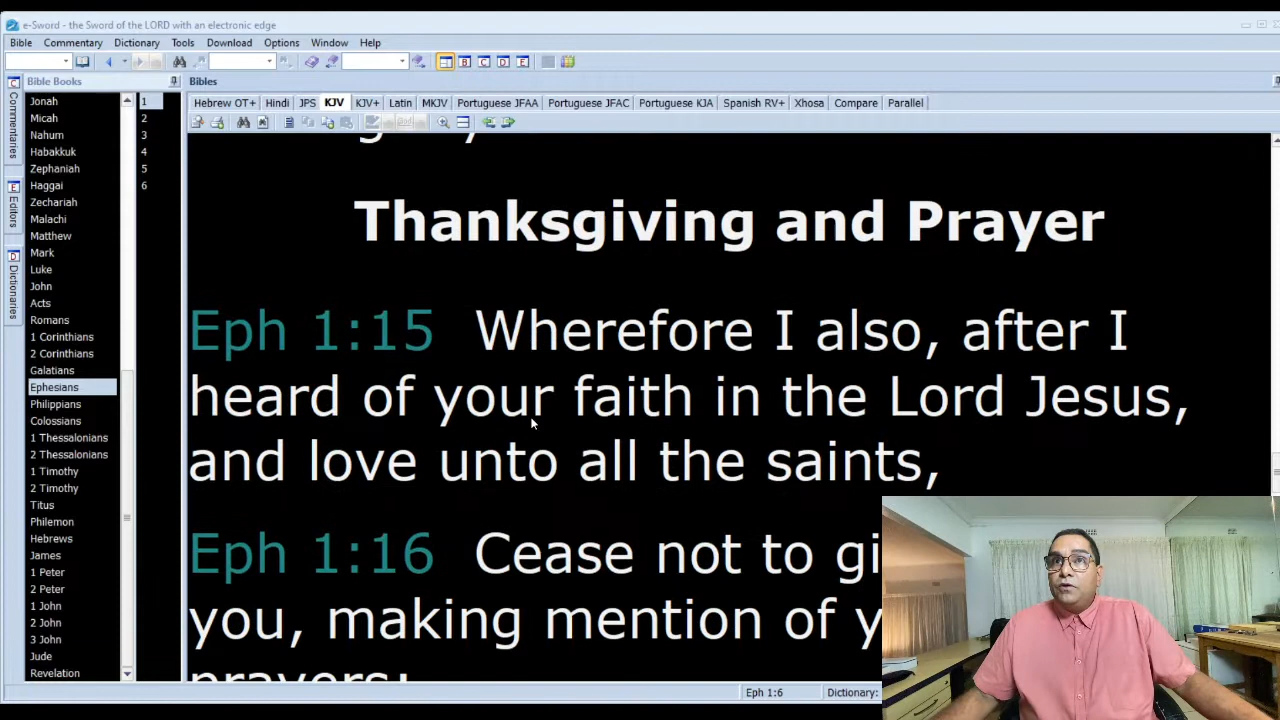 e-Sword - the Sword of the LORD with an electronic edge
Bible Commentary Dictionary Tools Download Options Window Help
Bible Books
Bibles
Commentaries
Editors
Dictionaries
Jonah
Micah
Nahum
Habakkuk
Zephaniah
Haggai
Zechariah
Malachi
Matthew
Mark
Luke
John
Acts
Romans
1 Corinthians
2 Corinthians
Galatians
Ephesians
Philippians
Colossians
1 Thessalonians
2 Thessalonians
1 Timothy
2 Timothy
Titus
Philemon
Hebrews
James
1 Peter
2 Peter
1 John
2 John
3 John
Jude
Revelation
1
2
3
4
5
6
Hebrew OT+ Hindi JPS KJV KJV+ Latin MKJV Portuguese JFAA Portuguese JFAC Portuguese KJA Spanish RV+ Xhosa Compare Parallel
Thanksgiving and Prayer
Eph 1:15 Wherefore I also, after I
heard of your faith in the Lord Jesus,
and love unto all the saints,
Eph 1:16 Cease not to gi
you, making mention of y
prayers;
Eph 1:6 Dictionary: